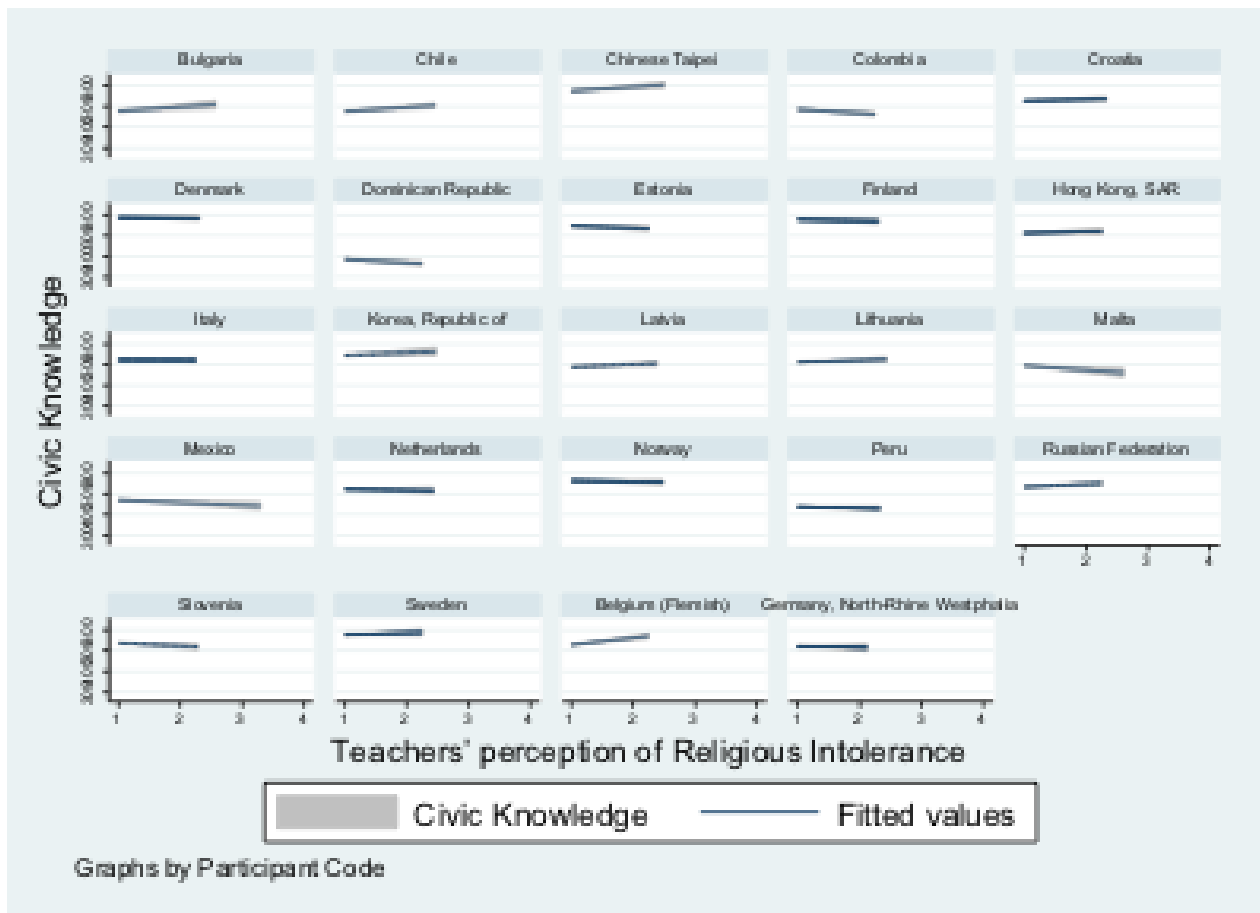 Bulgaria
Chile
Chinese Taipei
Colombia
Croatia
Denmark
Dominican Republic
Estonia
Finland
Hong Kong, SAR
Italy
Korea, Republic of
Latvia
Lithuania
Malta
Mexico
Netherlands
Norway
Peru
Russian Federation
1 2 3 4
Slovenia
Sweden
Belgium (Flemish)
Germany, North-Rhine Westphalia
1 2 3 4
1 2 3 4
1 2 3 4
1 2 3 4
Civic Knowledge
Teachers' perception of Religious Intolerance
Civic Knowledge
Fitted values
Graphs by Participant Code